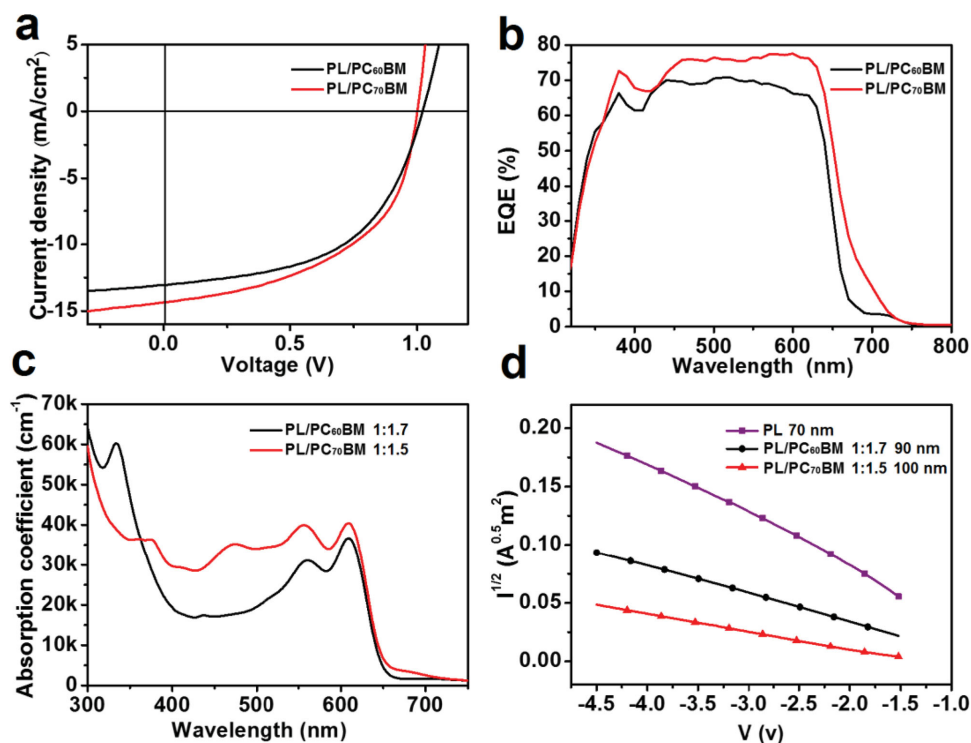 a
Current density (mA/cm²)
5
0
-5
-10
-15
PL/PC₆₀BM
PL/PC₇₀BM
0.0 0.5 1.0
Voltage (V)
b
EQE (%)
80
70
60
50
40
30
20
10
0
PL/PC₆₀BM
PL/PC₇₀BM
400 500 600 700 800
Wavelength (nm)
c
Absorption coefficient (cm⁻¹)
70k
60k
50k
40k
30k
20k
10k
0
PL/PC₆₀BM 1:1.7
PL/PC₇₀BM 1:1.5
300 400 500 600 700
Wavelength (nm)
d
I¹/² (A⁰·⁵m²)
0.20
0.15
0.10
0.05
0.00
PL 70 nm
PL/PC₆₀BM 1:1.7 90 nm
PL/PC₇₀BM 1:1.5 100 nm
-4.5 -4.0 -3.5 -3.0 -2.5 -2.0 -1.5 -1.0
V (v)